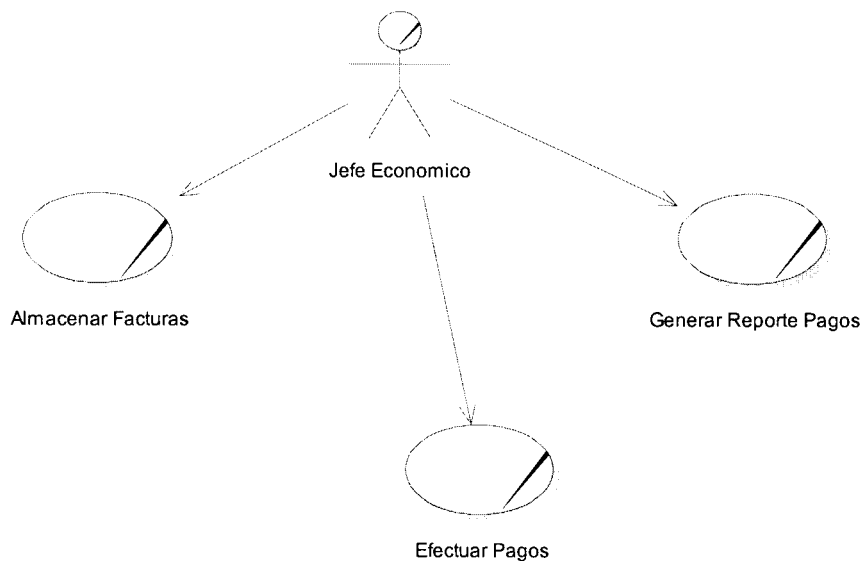 Jefe Economico
Almacenar Facturas
Generar Reporte Pagos
Efectuar Pagos